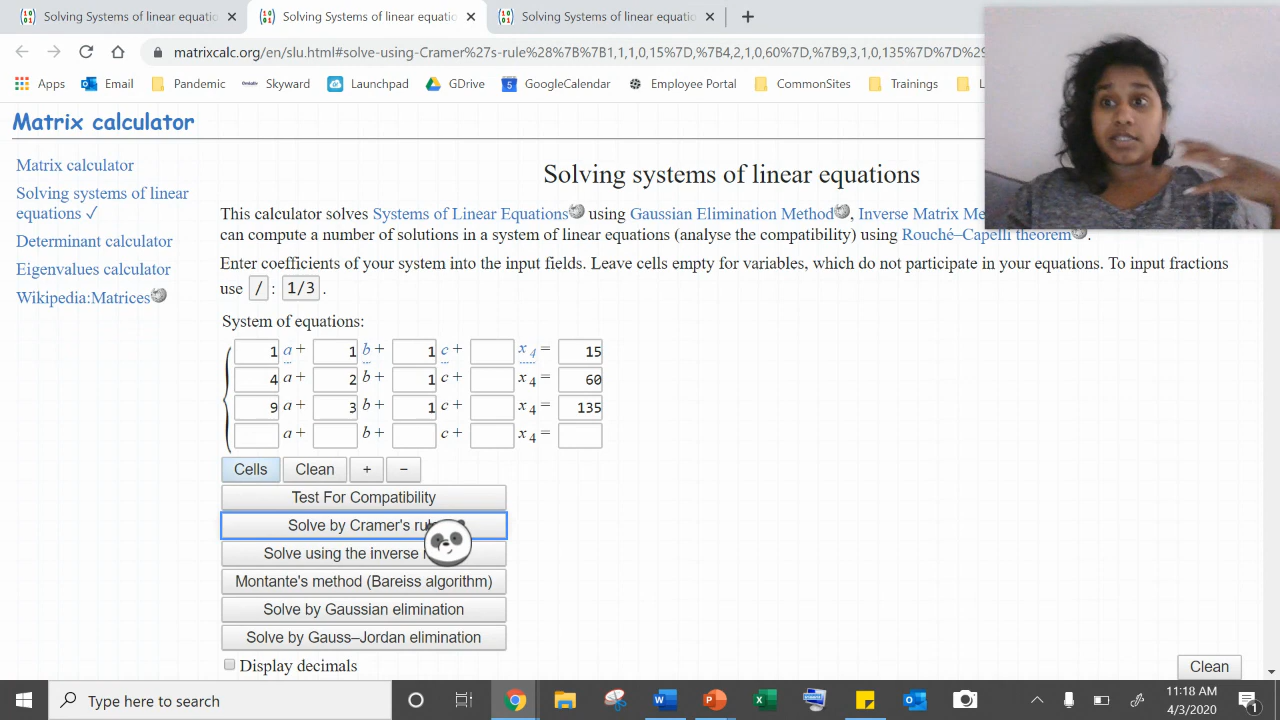 Solving Systems of linear equatio
Solving Systems of linear equatio
Solving Systems of linear equatio
matrixcalc.org/en/slu.html#solve-using-Cramer%27s-rule%28%7B%7B1,1,1,0,15%7D,%7B4,2,1,0,60%7D,%7B9,3,1,0,135%7D%7D%29
Apps Email Pandemic Skyward Launchpad GDrive GoogleCalendar Employee Portal CommonSites Trainings
Matrix calculator
Matrix calculator
Solving systems of linear
equations ✓
Determinant calculator
Eigenvalues calculator
Wikipedia:Matrices
Solving systems of linear equations
This calculator solves Systems of Linear Equations using Gaussian Elimination Method, Inverse Matrix Me
can compute a number of solutions in a system of linear equations (analyse the compatibility) using Rouché–Capelli theorem.
Enter coefficients of your system into the input fields. Leave cells empty for variables, which do not participate in your equations. To input fractions
use / : 1/3 .
System of equations:
1 a+ 1 b+ 1 c+ x4= 15
4 a+ 2 b+ 1 c+ x4= 60
9 a+ 3 b+ 1 c+ x4= 135
a+ b+ c+ x4=
Cells Clean + −
Test For Compatibility
Solve by Cramer's rul
Solve using the inverse
Montante's method (Bareiss algorithm)
Solve by Gaussian elimination
Solve by Gauss–Jordan elimination
Display decimals
Clean
Type here to search
11:18 AM
4/3/2020
1